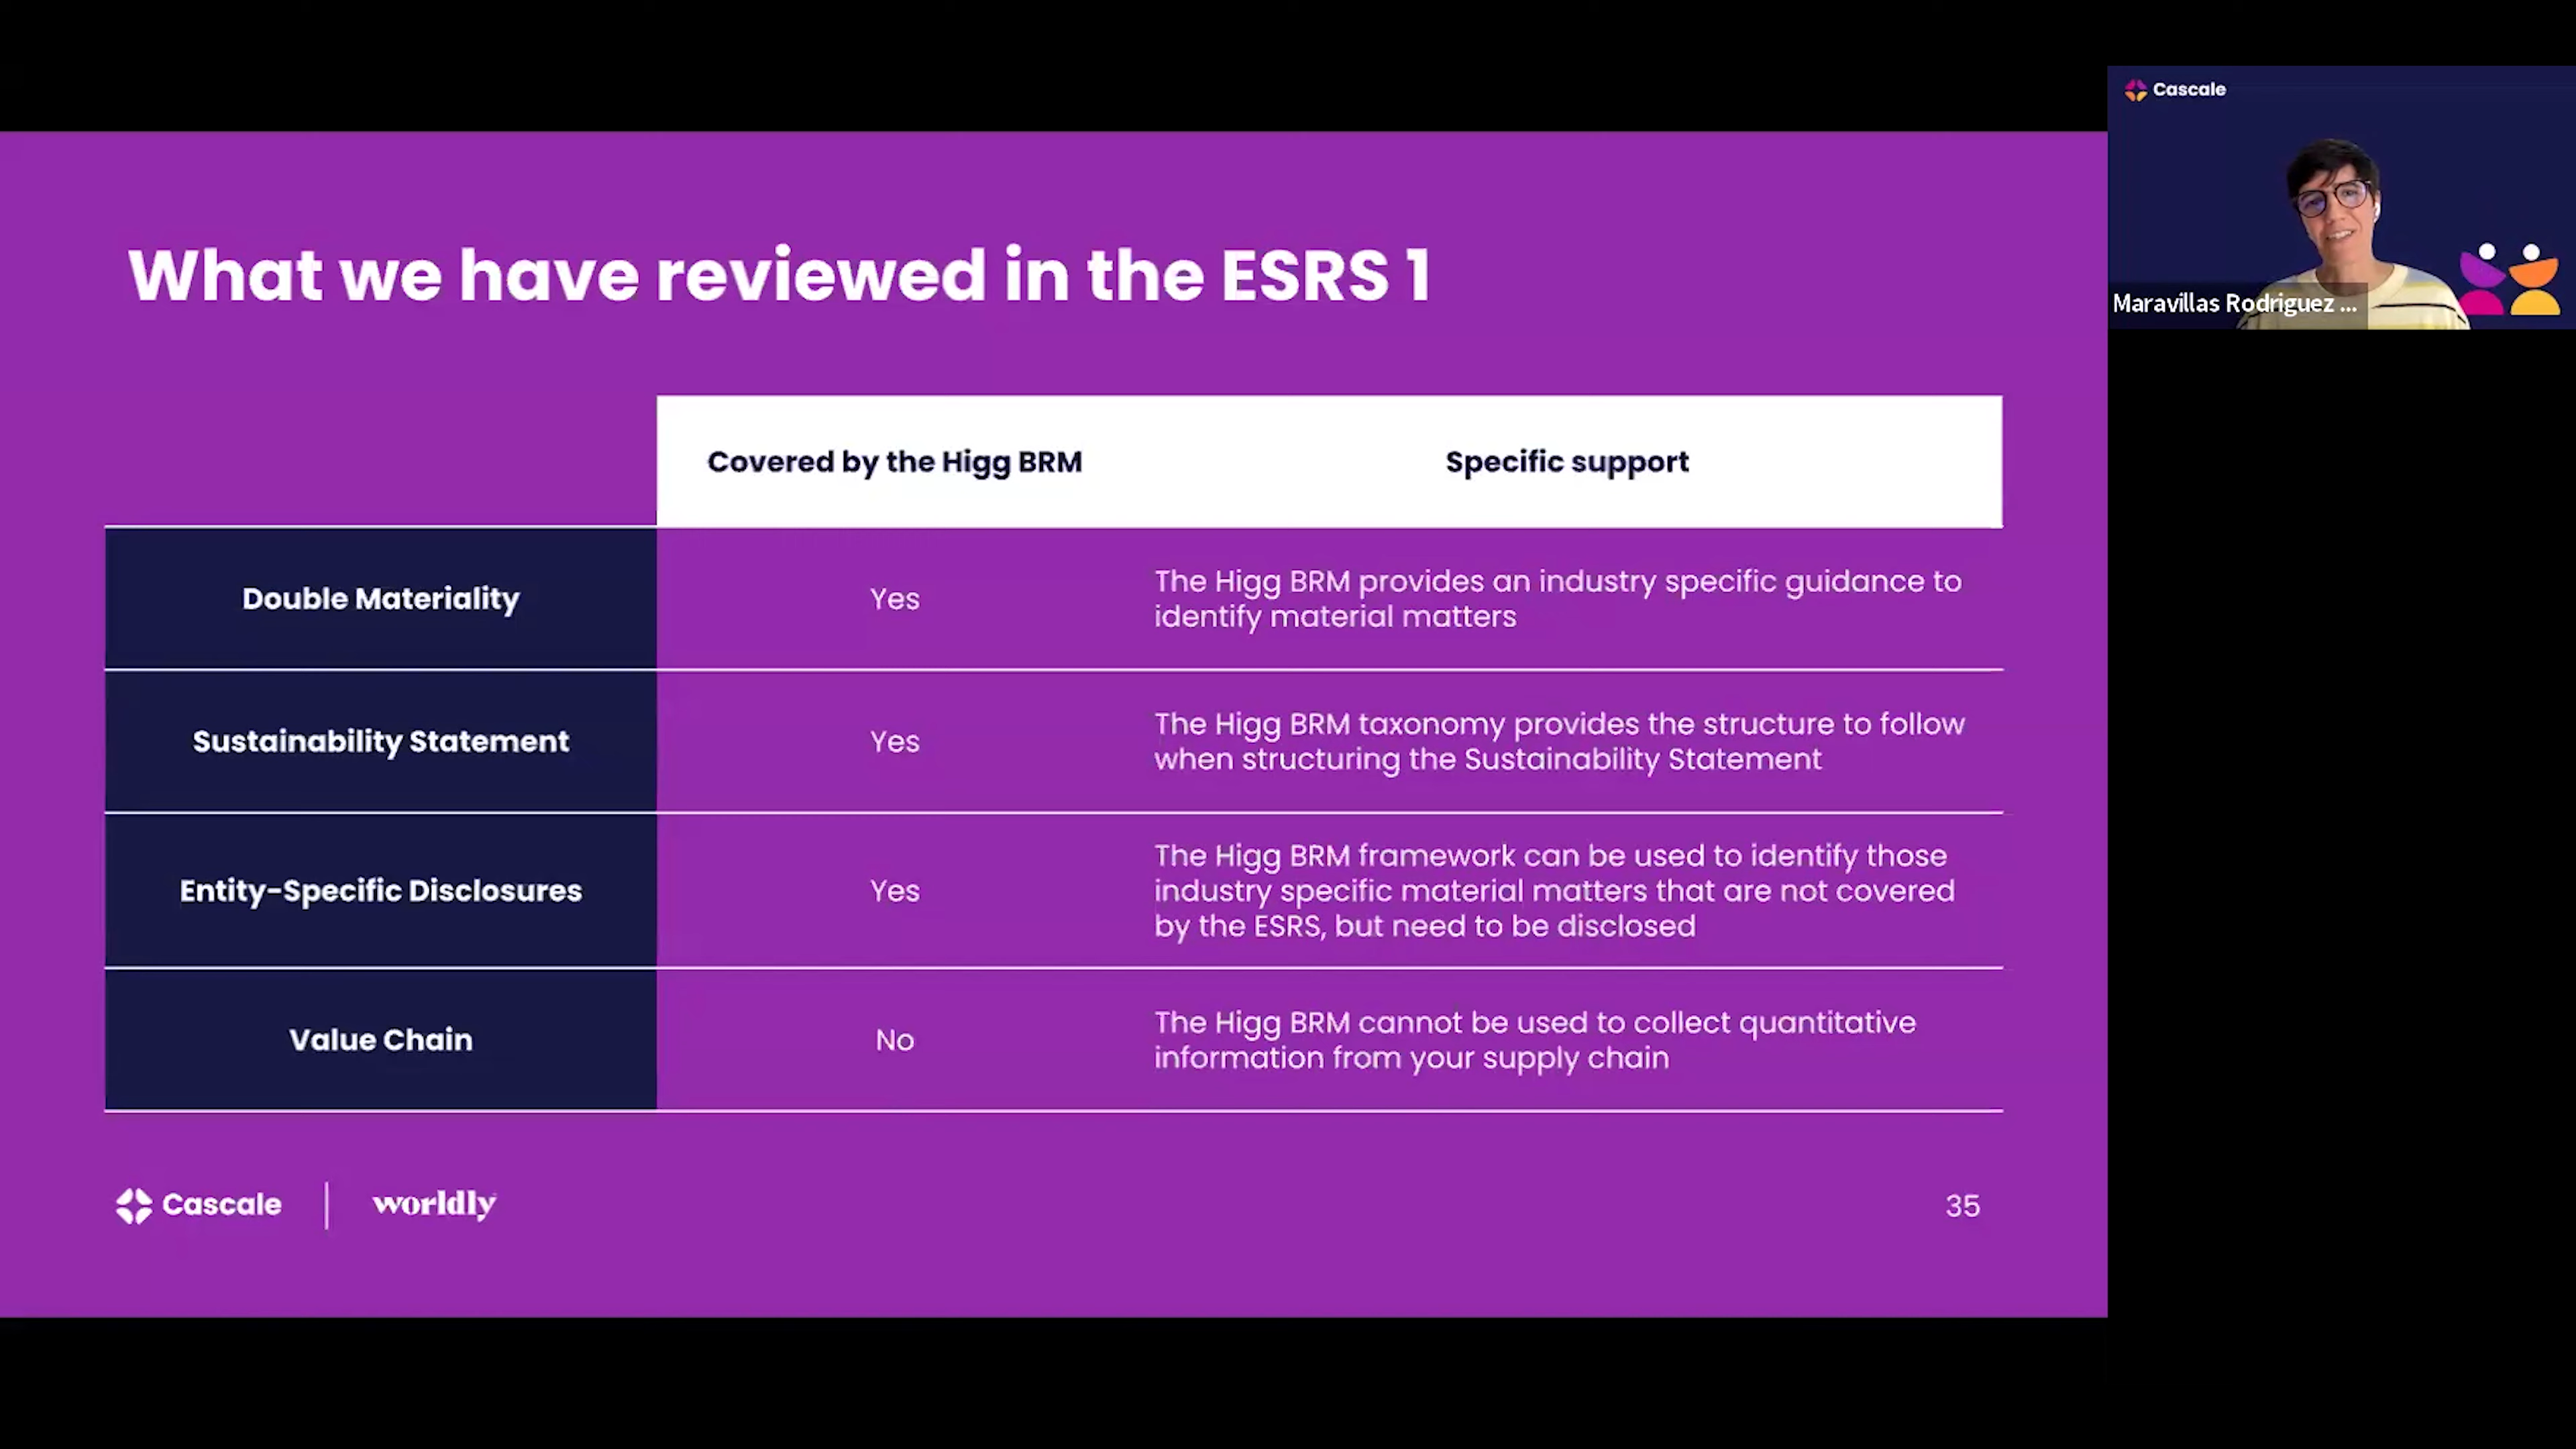 Cascale
Maravillas Rodriguez ...
What we have reviewed in the ESRS 1
Covered by the Higg BRM
Specific support
Double Materiality
Yes
The Higg BRM provides an industry specific guidance to
identify material matters
Sustainability Statement
Yes
The Higg BRM taxonomy provides the structure to follow
when structuring the Sustainability Statement
Entity-Specific Disclosures
Yes
The Higg BRM framework can be used to identify those
industry specific material matters that are not covered
by the ESRS, but need to be disclosed
Value Chain
No
The Higg BRM cannot be used to collect quantitative
information from your supply chain
Cascale
worldly
35